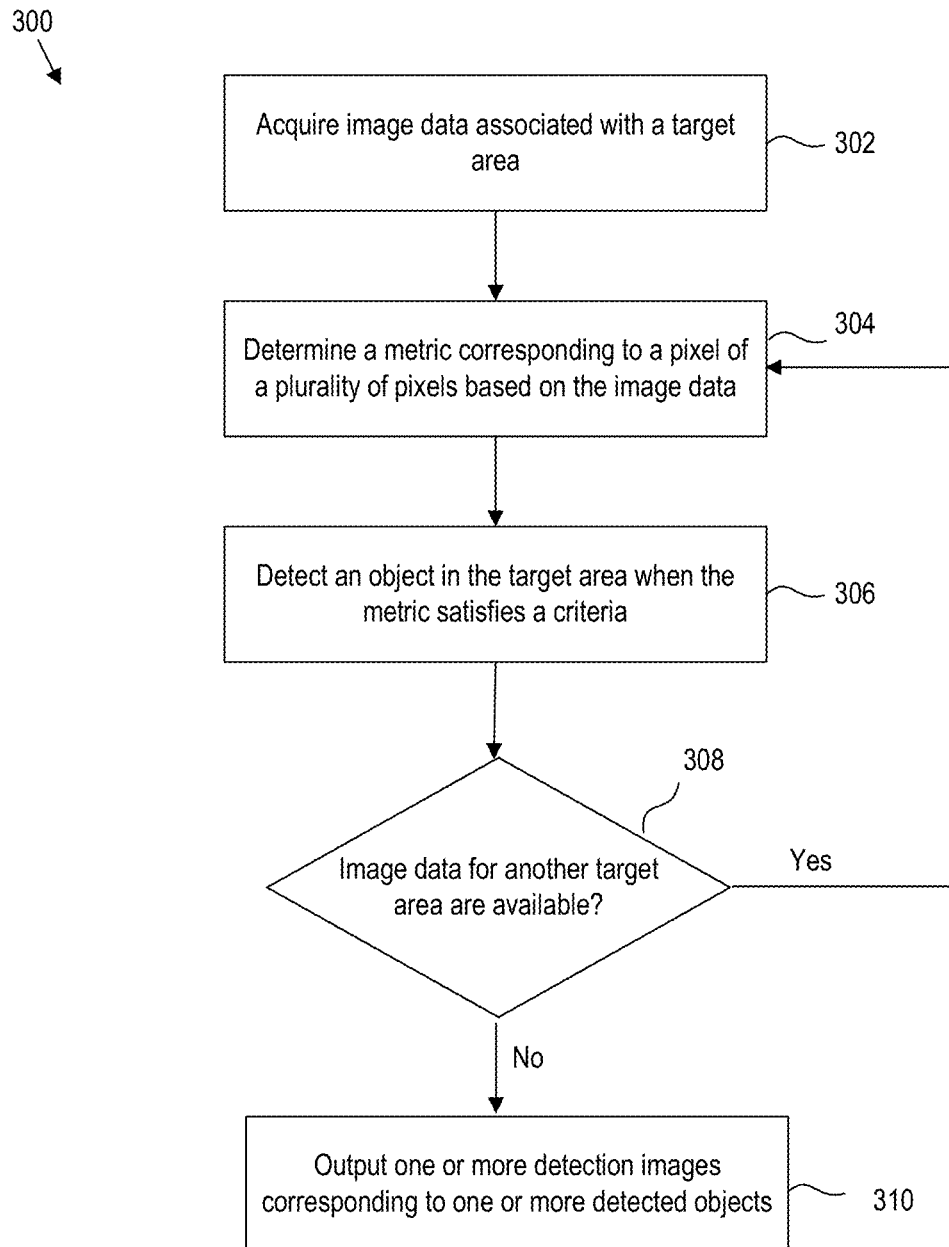 300
Acquire image data associated with a target
area
302
Determine a metric corresponding to a pixel of
a plurality of pixels based on the image data
304
Detect an object in the target area when the
metric satisfies a criteria
306
308
Image data for another target
area are available?
Yes
No
Output one or more detection images
corresponding to one or more detected objects
310